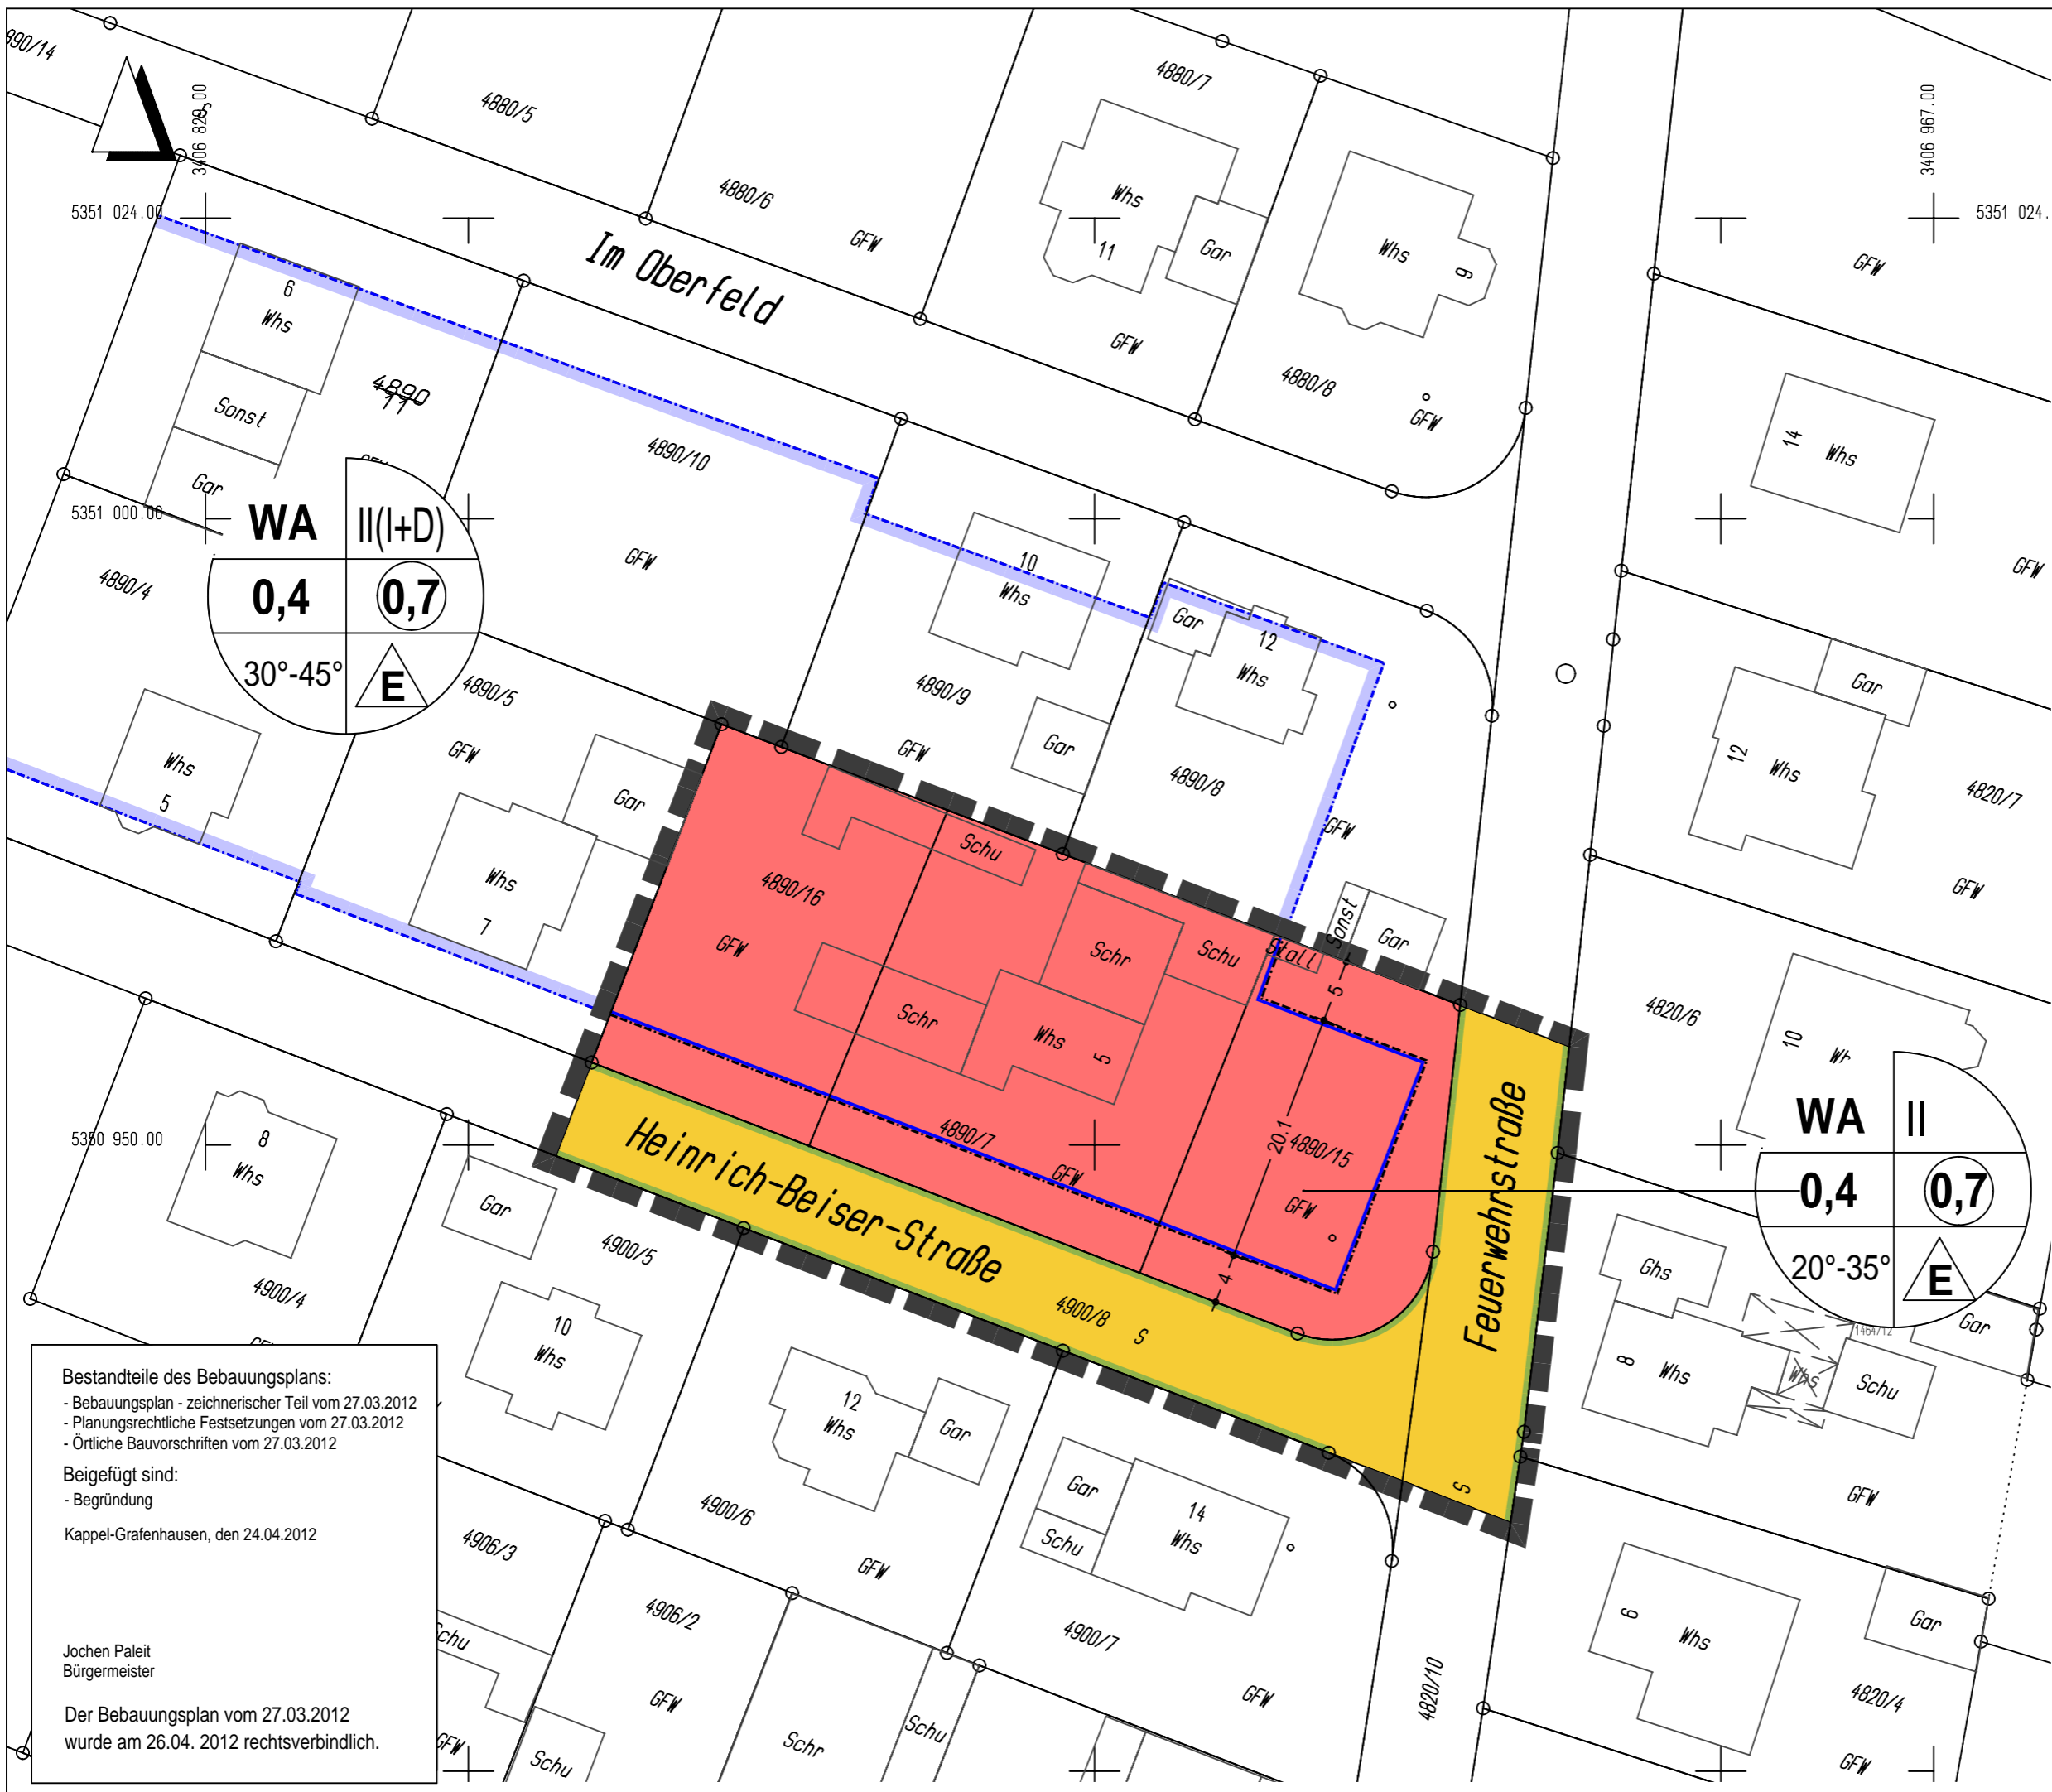 890/14
4880/5
4880/6
4880/7
3406 829.00
S
3406 967.00
5351 024.00
5351 024.
Whs
11
Gar
Whs
9
GFW
GFW
GFW
Im Oberfeld
6
Whs
Sonst
Gar
4890
11
4890/10
4880/8
GFW
14
Whs
5351 000.00
WA
II(I+D)
0,4
0,7
30°-45°
E
4890/4
GFW
10
Whs
Gar
12
Whs
GFW
4890/5
4890/9
GFW
GFW
Gar
4890/8
GFW
Gar
12
Whs
4820/7
GFW
Whs
5
Gar
Whs
7
4890/16
GFW
Schu
Schr
Schr
Schu
Stall
Sonst
Gar
Whs
5
5
4820/6
10
5350 950.00
8
Whs
Gar
4890/7
GFW
20.1
4890/15
GFW
4
Heinrich-Beiser-Straße
Feuerwehrstraße
WA
II
0,4
0,7
20°-35°
E
4900/4
4900/5
4900/8
S
S
Ghs
8
Whs
Whs
1464/12
Schu
Gar
GFW
10
Whs
12
Whs
Gar
4900/6
GFW
Gar
Schu
14
Whs
4900/7
GFW
4906/3
4906/2
GFW
Schu
GFW
Schu
Schr
Schu
4820/10
6
Whs
Gar
4820/4
GFW
Bestandteile des Bebauungsplans:
- Bebauungsplan - zeichnerischer Teil vom 27.03.2012
- Planungsrechtliche Festsetzungen vom 27.03.2012
- Örtliche Bauvorschriften vom 27.03.2012
Beigefügt sind:
- Begründung
Kappel-Grafenhausen, den 24.04.2012
Jochen Paleit
Bürgermeister
Der Bebauungsplan vom 27.03.2012
wurde am 26.04. 2012 rechtsverbindlich.